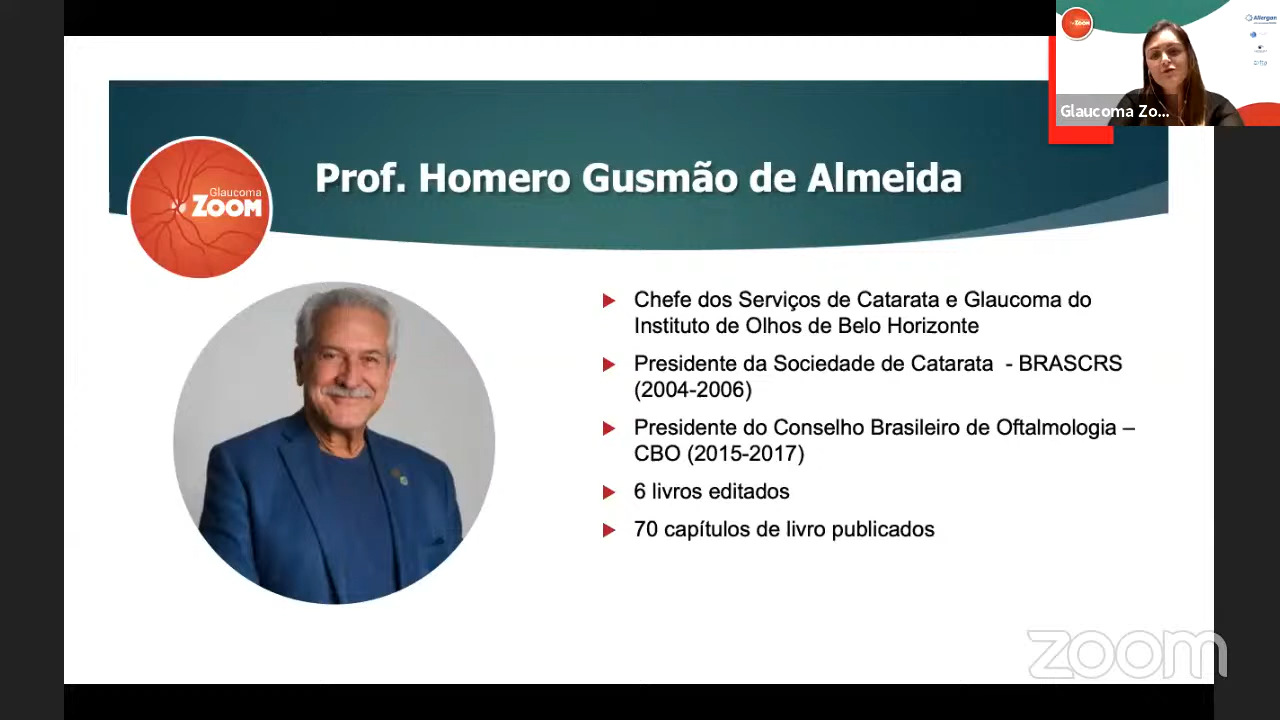 Allergan
Glaucoma Zo...
Glaucoma
ZOOM
Prof. Homero Gusmão de Almeida
Chefe dos Serviços de Catarata e Glaucoma do
Instituto de Olhos de Belo Horizonte
Presidente da Sociedade de Catarata - BRASCRS
(2004-2006)
Presidente do Conselho Brasileiro de Oftalmologia –
CBO (2015-2017)
6 livros editados
70 capítulos de livro publicados
zoom